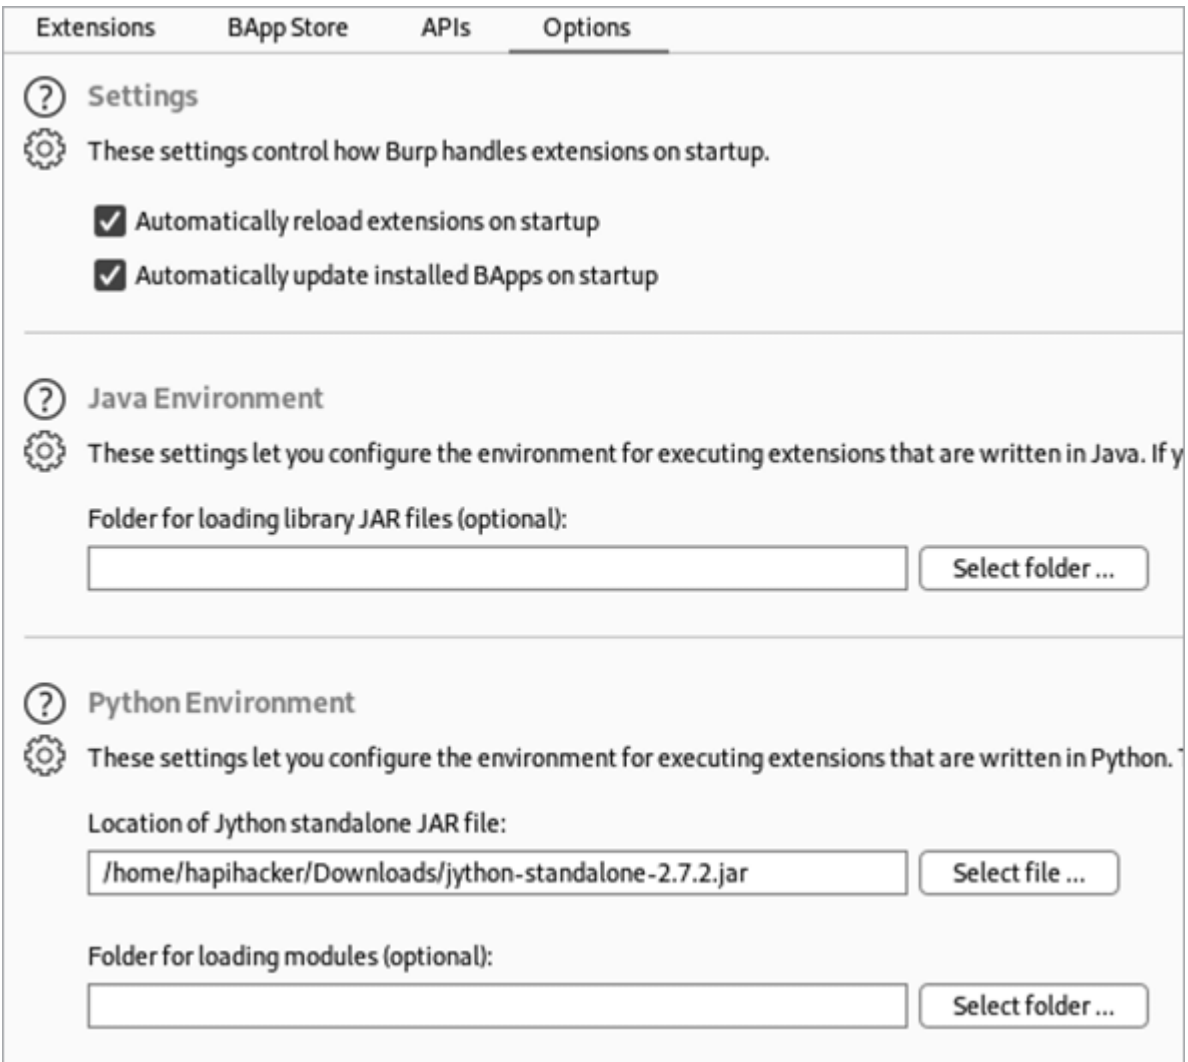 Extensions BApp Store APIs Options
Settings
These settings control how Burp handles extensions on startup.
Automatically reload extensions on startup
Automatically update installed BApps on startup
Java Environment
These settings let you configure the environment for executing extensions that are written in Java. If y
Folder for loading library JAR files (optional):
Select folder ...
Python Environment
These settings let you configure the environment for executing extensions that are written in Python.
Location of Jython standalone JAR file:
/home/hapihacker/Downloads/jython-standalone-2.7.2.jar Select file ...
Folder for loading modules (optional):
Select folder ...